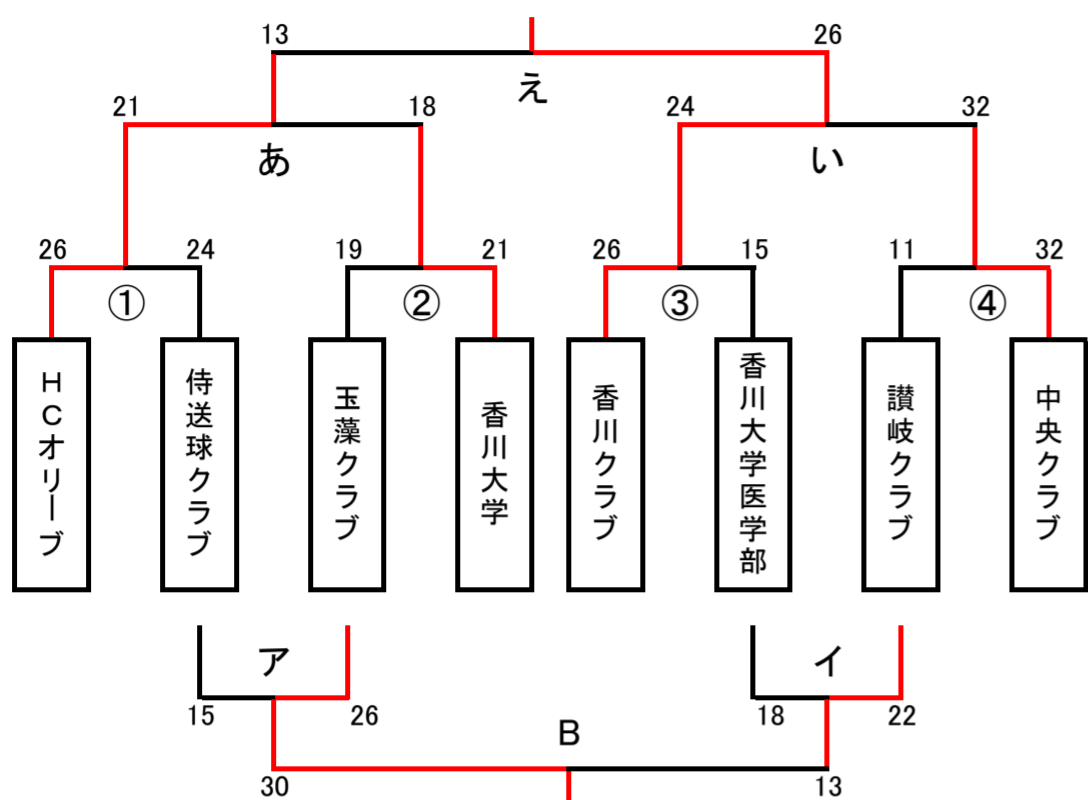 13
26
え
21
18
24
32
あ
い
26
24
19
21
26
15
11
32
①
②
③
④
HCオリーブ
侍送球クラブ
玉藻クラブ
香川大学
香川クラブ
香川大学医学部
讃岐クラブ
中央クラブ
ア
イ
15
26
18
22
B
30
13